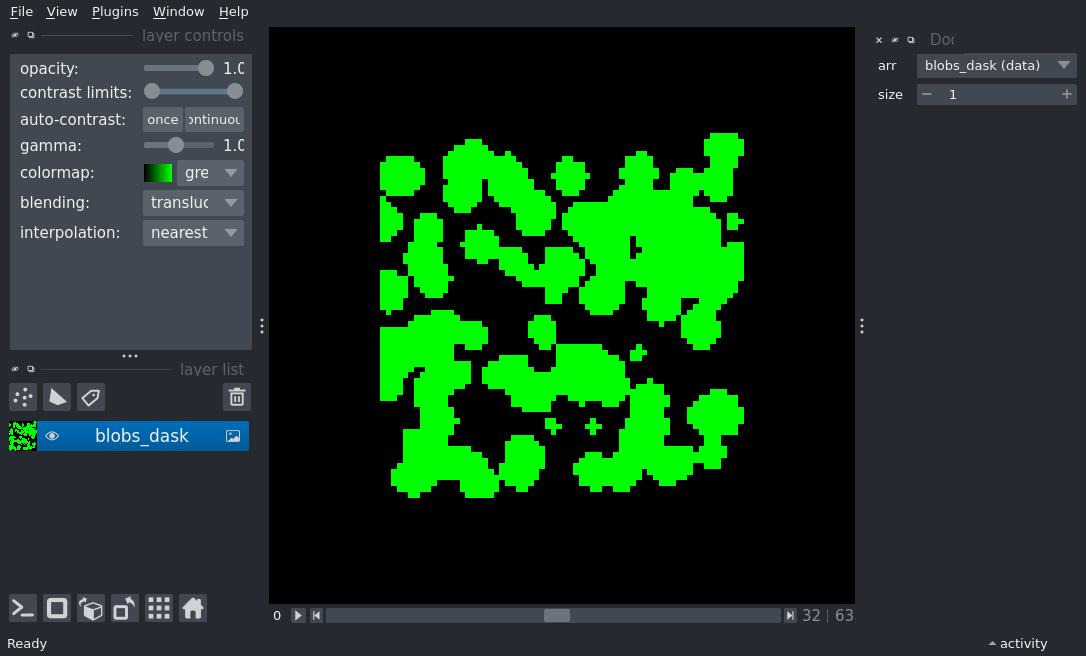 File View Plugins Window Help
layer controls
opacity: 1.0
contrast limits:
auto-contrast: once ontinuou
gamma: 1.0
colormap: gre
blending: transluc
interpolation: nearest
layer list
blobs_dask
0 32 | 63
Ready
Doc
arr blobs_dask (data)
size 1
activity